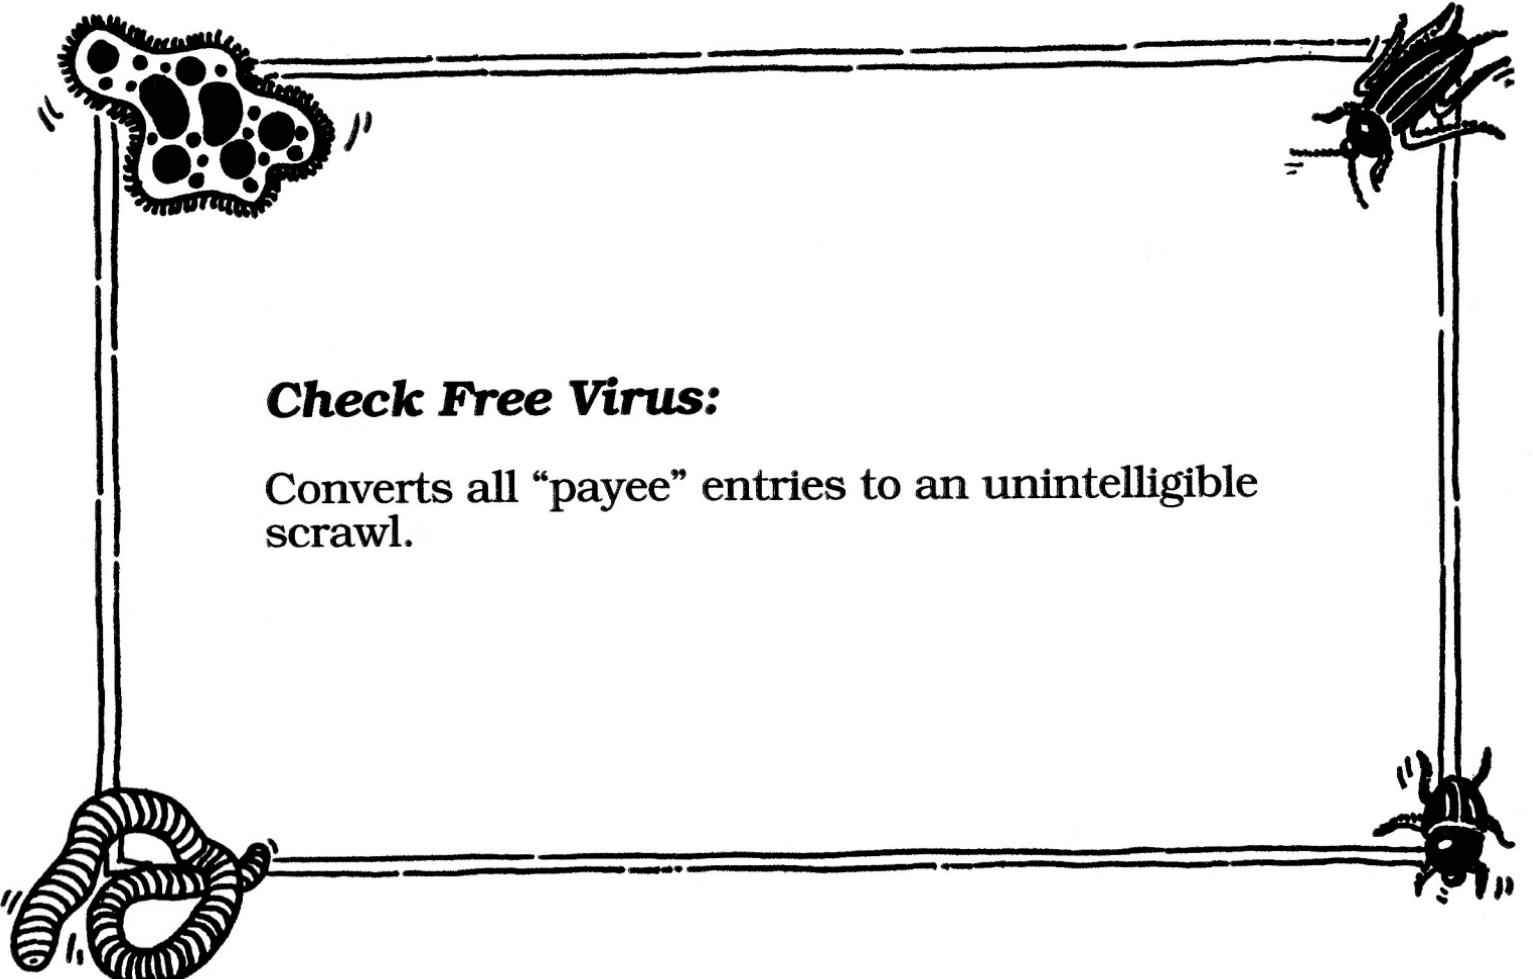 Check Free Virus:
Converts all “payee” entries to an unintelligible
scrawl.